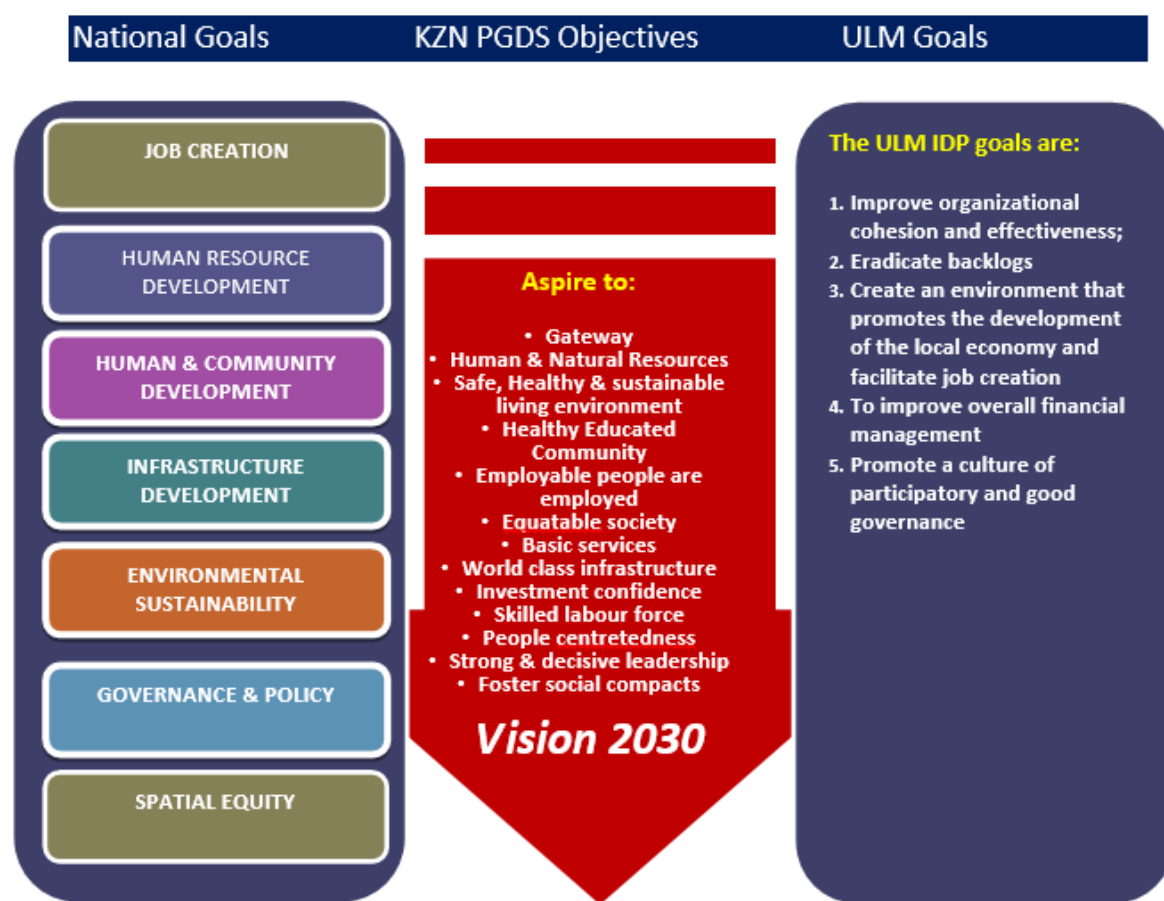 National Goals
KZN PGDS Objectives
ULM Goals
JOB CREATION
HUMAN RESOURCE
DEVELOPMENT
HUMAN & COMMUNITY
DEVELOPMENT
INFRASTRUCTURE
DEVELOPMENT
ENVIRONMENTAL
SUSTAINABILITY
GOVERNANCE & POLICY
SPATIAL EQUITY
Aspire to:
• Gateway
• Human & Natural Resources
• Safe, Healthy & sustainable
living environment
• Healthy Educated
Community
• Employable people are
employed
• Equatable society
• Basic services
• World class infrastructure
• Investment confidence
• Skilled labour force
• People centretedness
• Strong & decisive leadership
• Foster social compacts
Vision 2030
The ULM IDP goals are:
1. Improve organizational
cohesion and effectiveness;
2. Eradicate backlogs
3. Create an environment that
promotes the development
of the local economy and
facilitate job creation
4. To improve overall financial
management
5. Promote a culture of
participatory and good
governance